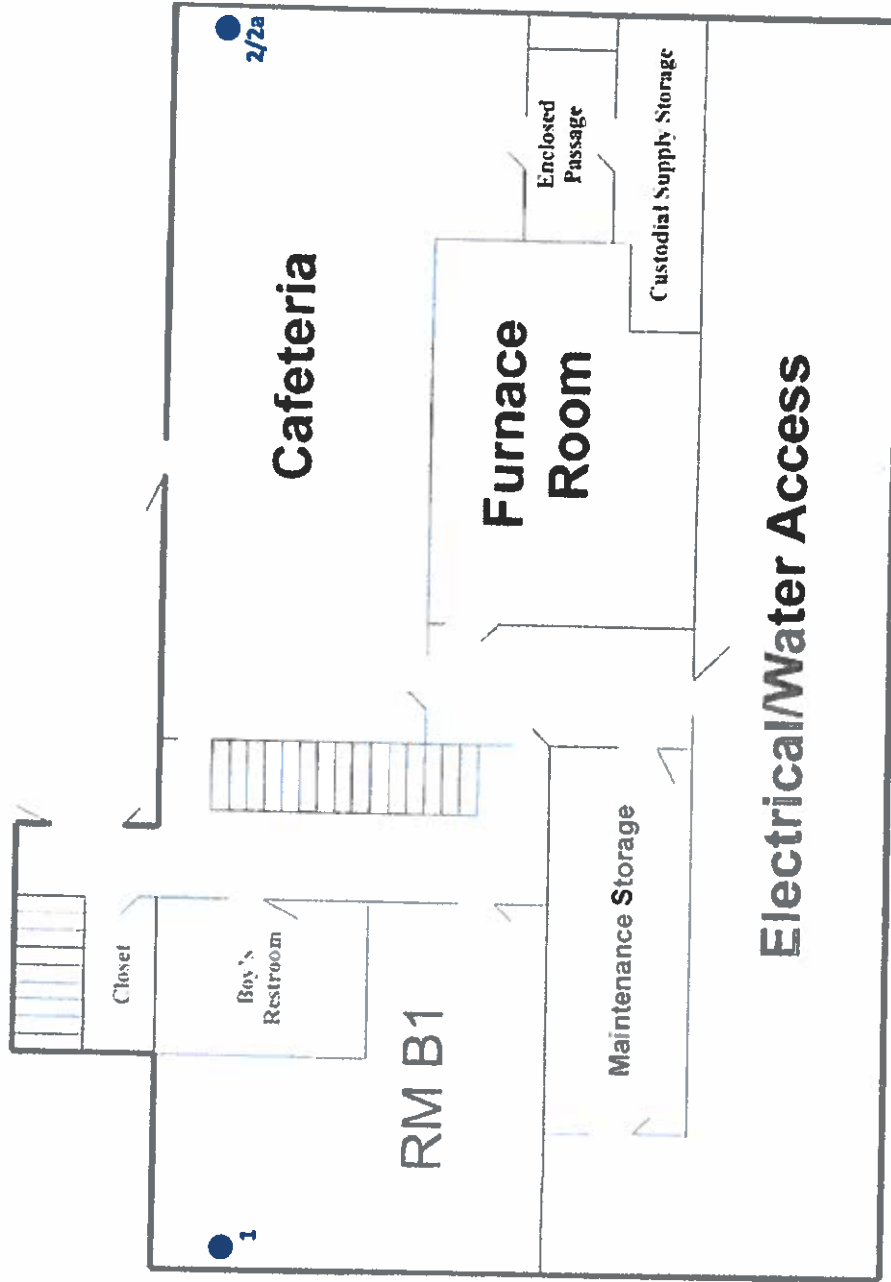 2/2a
Cafeteria
Enclosed
Passage
Custodial Supply Storage
Furnace
Room
Closet
Boy's
Restroom
1
RM B1
Maintenance Storage
Electrical/Water Access